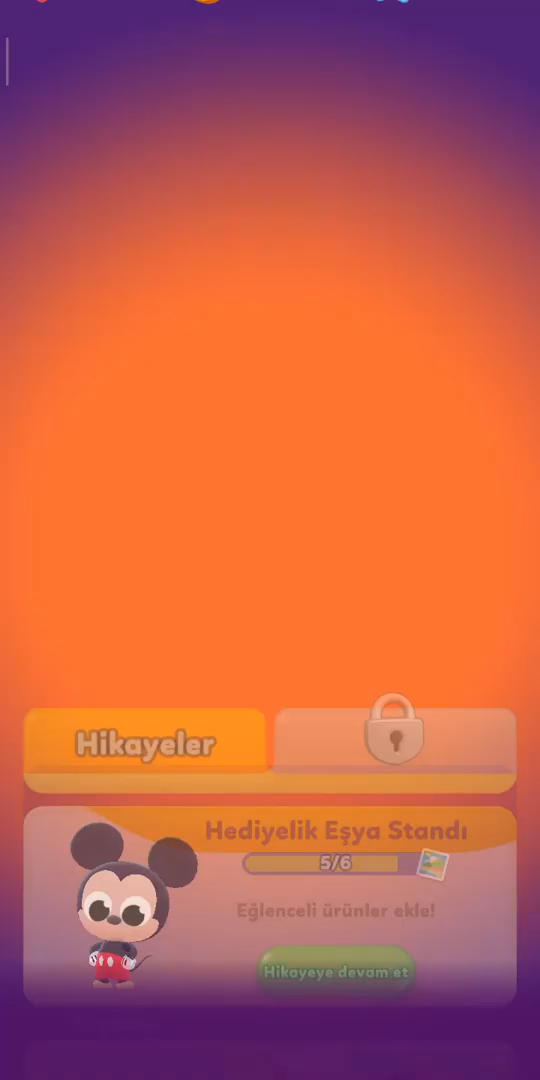 Hikayeler
Hediyelik Eşya Standı
5/6
Eğlenceli ürünler ekle!
Hikayeye devam et